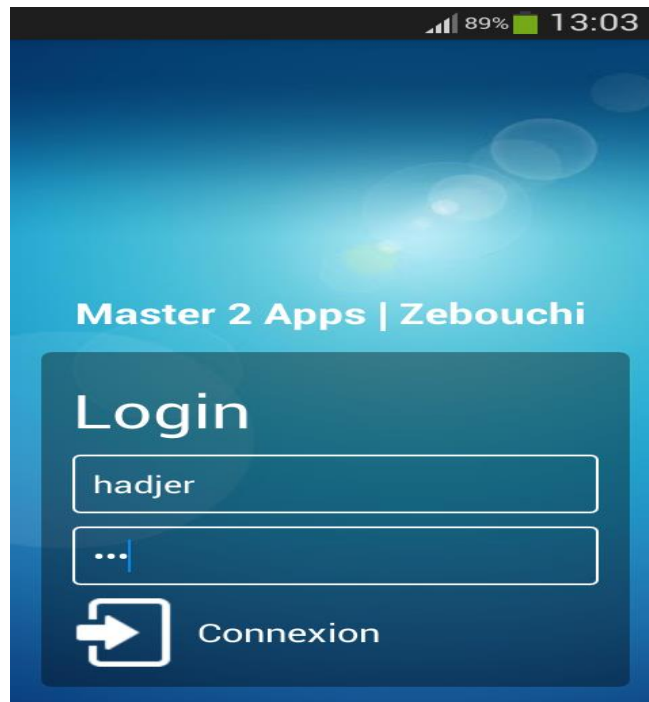 89% 13:03
Master 2 Apps | Zebouchi
Login
hadjer
•••
Connexion